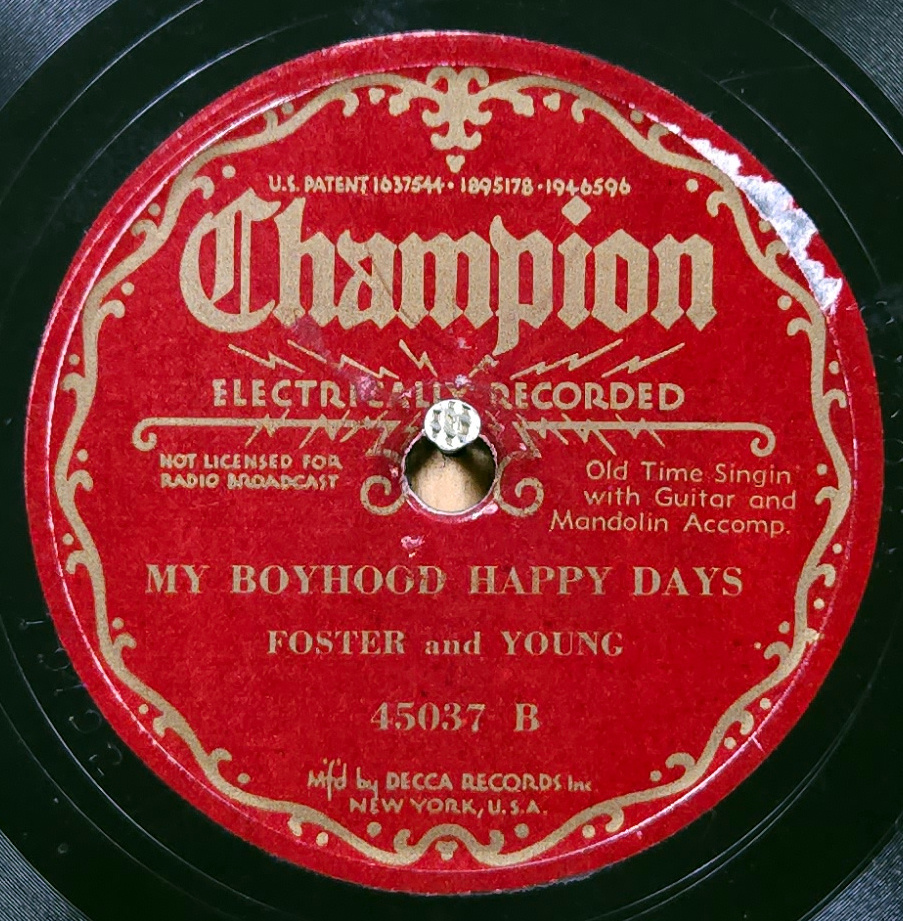 U.S. PATENT 1637544 • 1895178 • 1946596
Champion
ELECTRICALLY RECORDED
NOT LICENSED FOR
RADIO BROADCAST
Old Time Singin'
with Guitar and
Mandolin Accomp.
MY BOYHOOD HAPPY DAYS
FOSTER and YOUNG
45037 B
Mf'd by DECCA RECORDS Inc.
NEW YORK, U.S.A.